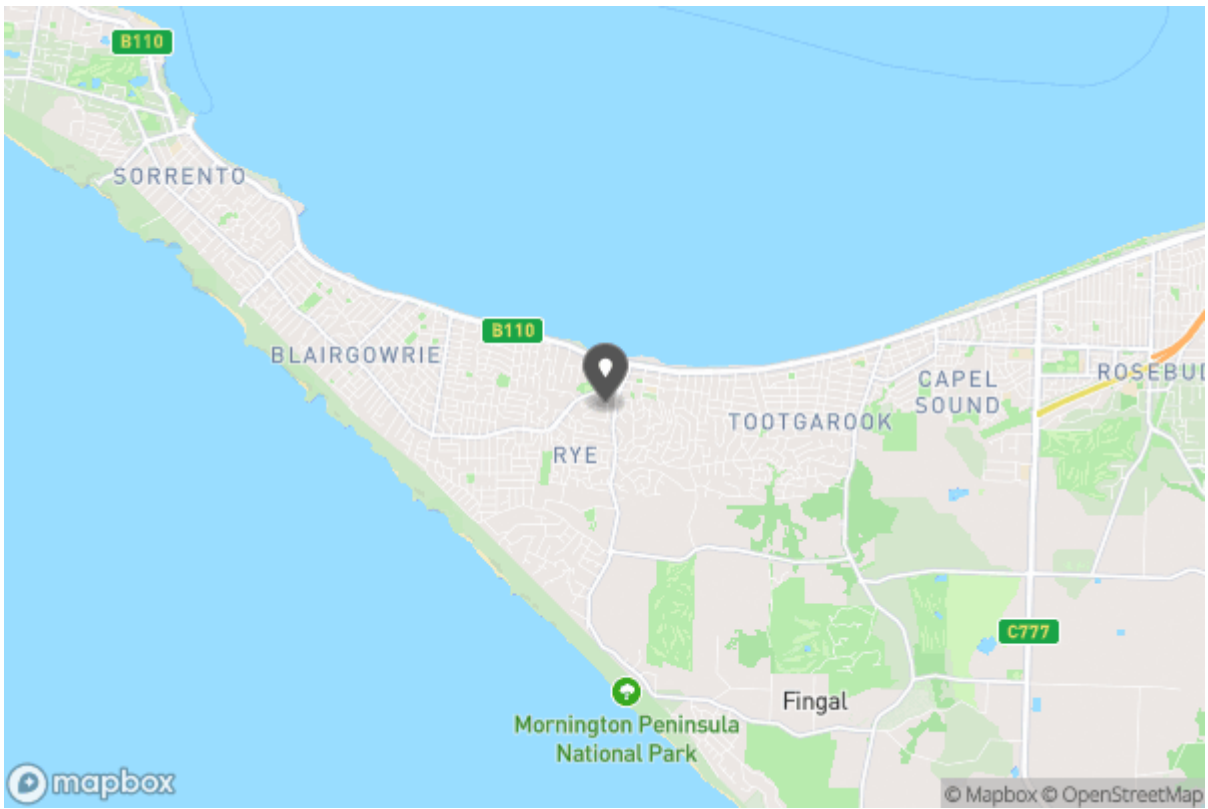 B110
SORRENTO
B110
BLAIRGOWRIE
ROSEBUD
CAPEL
SOUND
TOOTGAROOK
RYE
C777
Fingal
Mornington Peninsula
National Park
mapbox
© Mapbox © OpenStreetMap